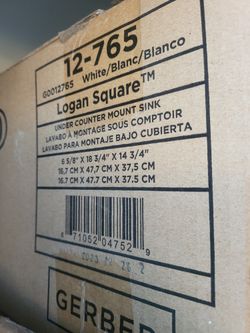 12-765
G0012765 White/Blanc/Blanco
Logan Square™
UNDER COUNTER MOUNT SINK
LAVABO À MONTAGE SOUS COMPTOIR
LAVABO PARA MONTAJE BAJO CUBIERTA
6 5/8" X 18 3/4" X 14 3/4"
16.7 CM X 47.7 CM X 37,5 CM
16.7 CM X 47.7 CM X 37.5 CM
6 71052 04752 9
GERBER